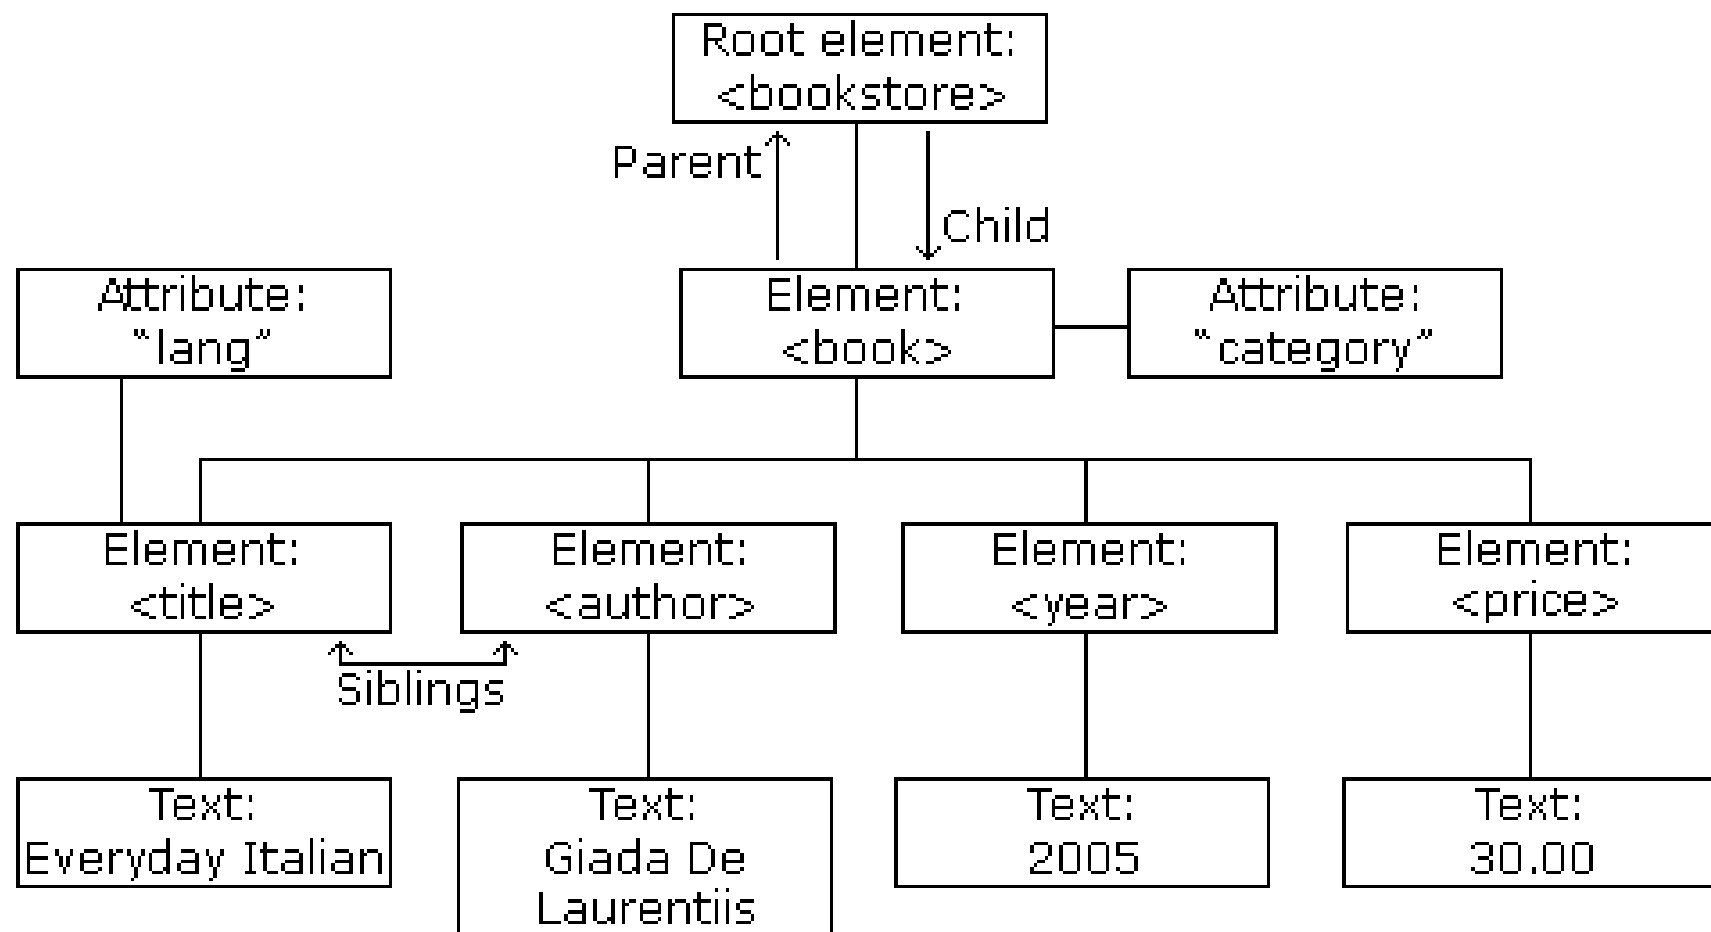 Root element:
<bookstore>
Parent
Child
Attribute:
"lang"
Element:
<book>
Attribute:
"category"
Element:
<title>
Element:
<author>
Element:
<year>
Element:
<price>
Siblings
Text:
Everyday Italian
Text:
Giada De
Laurentiis
Text:
2005
Text:
30.00